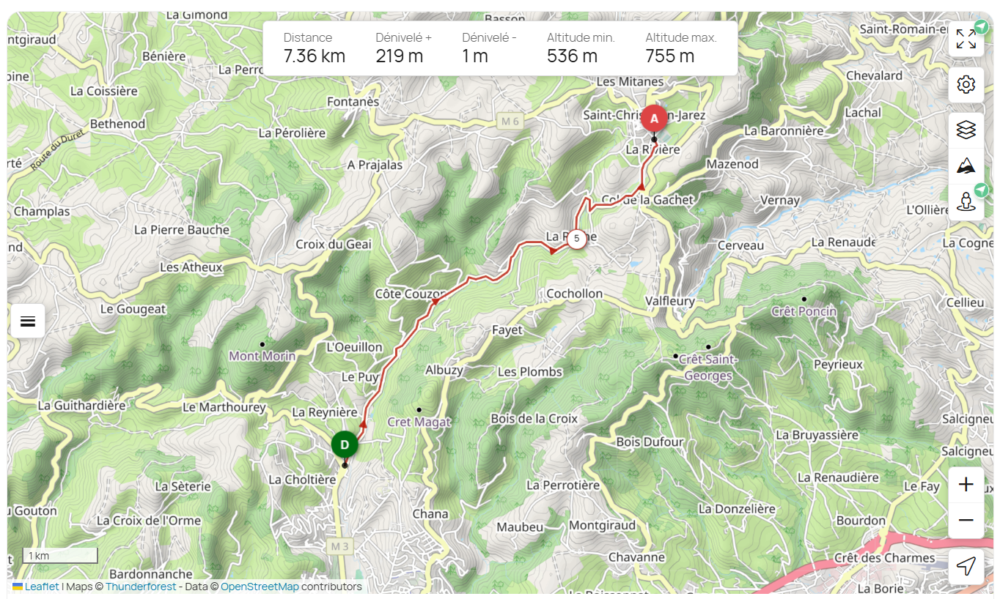 La Gimond
Basson
Saint-Romain-e
ntgiraud
Distance
Dénivelé +
Dénivelé -
Altitude min.
Altitude max.
7.36 km
219 m
1 m
536 m
755 m
Bénière
La Perro
Chevalard
Les Mitanes
La Coissière
Fontanès
Lachal
Bethenod
M 6
Saint-Chris
n-Jarez
A
La Pérolière
La Baronnière
Route du Duret
La Ri
ière
A Prajalas
Mazenod
Col de la Gachet
Vernay
Champlas
L'Ollière
La Pierre Bauche
La R
ne
5
Croix du Geai
Cerveau
La Renaude
La Cogne
Les Atheux
Côte Couzon
Cochollon
Valfleury
Cellieu
Le Gougeat
Crêt Poncin
Fayet
L'Oeuillon
Mont Morin
Crêt Saint-
Georges
Peyrieux
Albuzy
Les Plombs
Le Puy
La Guithardière
Le Marthourey
La Reynière
Cret Magat
Bois de la Croix
Salcigneu
La Bruyassière
D
Bois Dufour
Salcigneu
La Choltière
La Sèterie
La Perrotière
La Renaudière
Le Fay
u Gouton
Chana
La Donzelière
La Croix de l'Orme
Maubeu
Montgiraud
Bourdon
M 3
1 km
Chavanne
Crêt des Charmes
Bardonnanche
Leaflet | Maps © Thunderforest - Data © OpenStreetMap contributors
La Borie